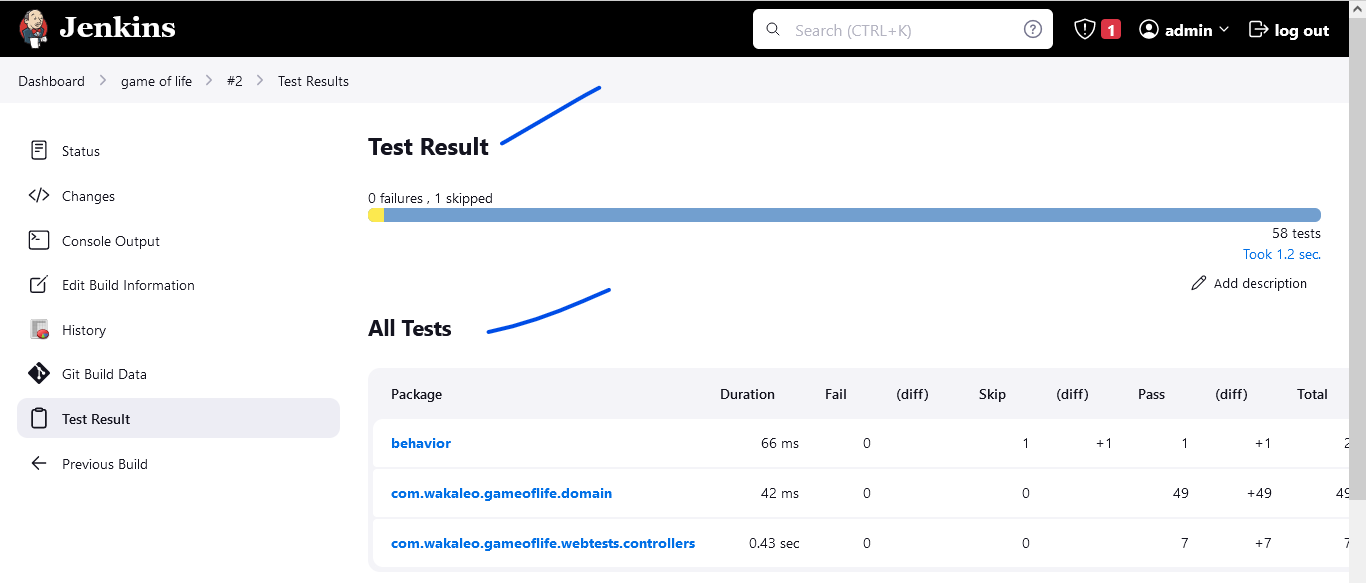 Jenkins
Search (CTRL+K)
1
admin
log out
Dashboard
game of life
#2
Test Results
Status
Changes
Console Output
Edit Build Information
History
Git Build Data
Test Result
Previous Build
Test Result
0 failures , 1 skipped
58 tests
Took 1.2 sec.
Add description
All Tests
Package Duration Fail (diff) Skip (diff) Pass (diff) Total
behavior 66 ms 0 1 +1 1 +1 2
com.wakaleo.gameoflife.domain 42 ms 0 0 49 +49 49
com.wakaleo.gameoflife.webtests.controllers 0.43 sec 0 0 7 +7 7